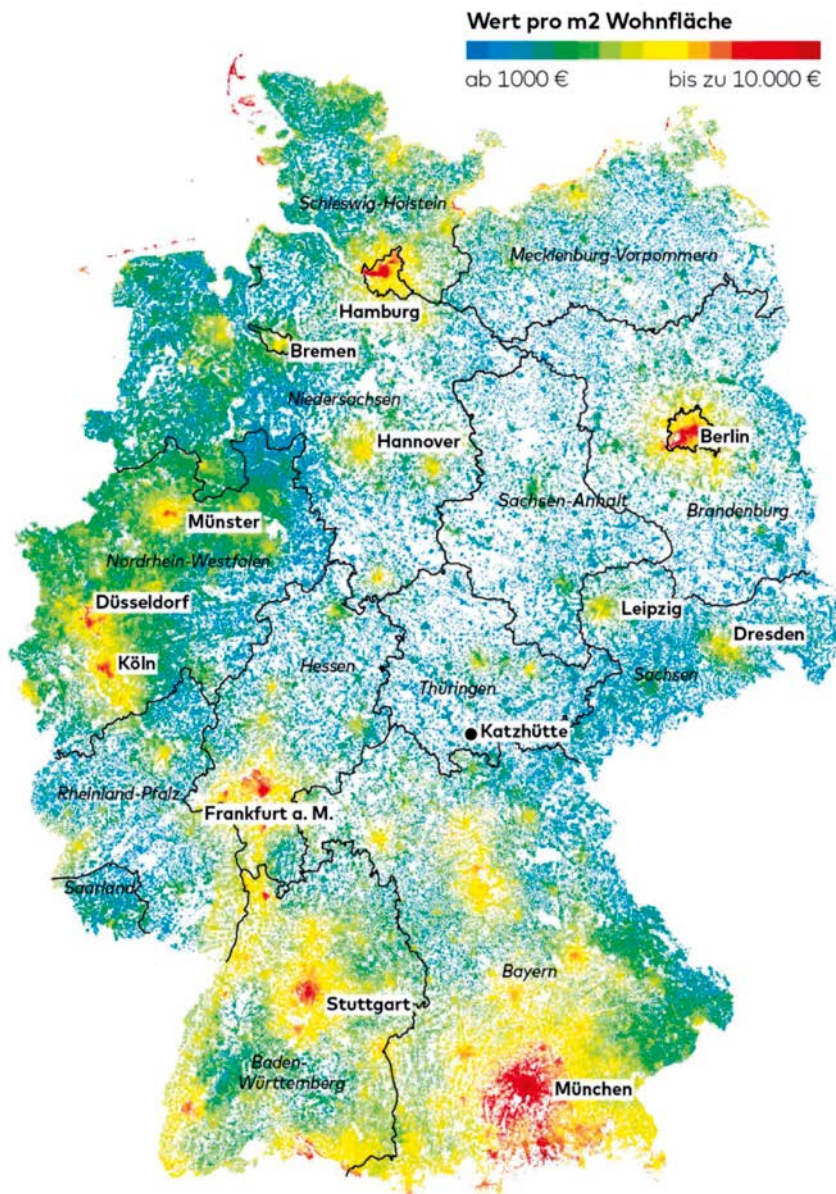 Wert pro m2 Wohnfläche
ab 1000 €
bis zu 10.000 €
Schleswig-Holstein
Mecklenburg-Vorpommern
Hamburg
Bremen
Niedersachsen
Hannover
Berlin
Sachsen-Anhalt
Brandenburg
Münster
Nordrhein-Westfalen
Düsseldorf
Leipzig
Dresden
Köln
Hessen
Thüringen
Sachsen
Katzhütte
Rheinland-Pfalz
Frankfurt a. M.
Saarland
Bayern
Stuttgart
Baden-
Württemberg
München